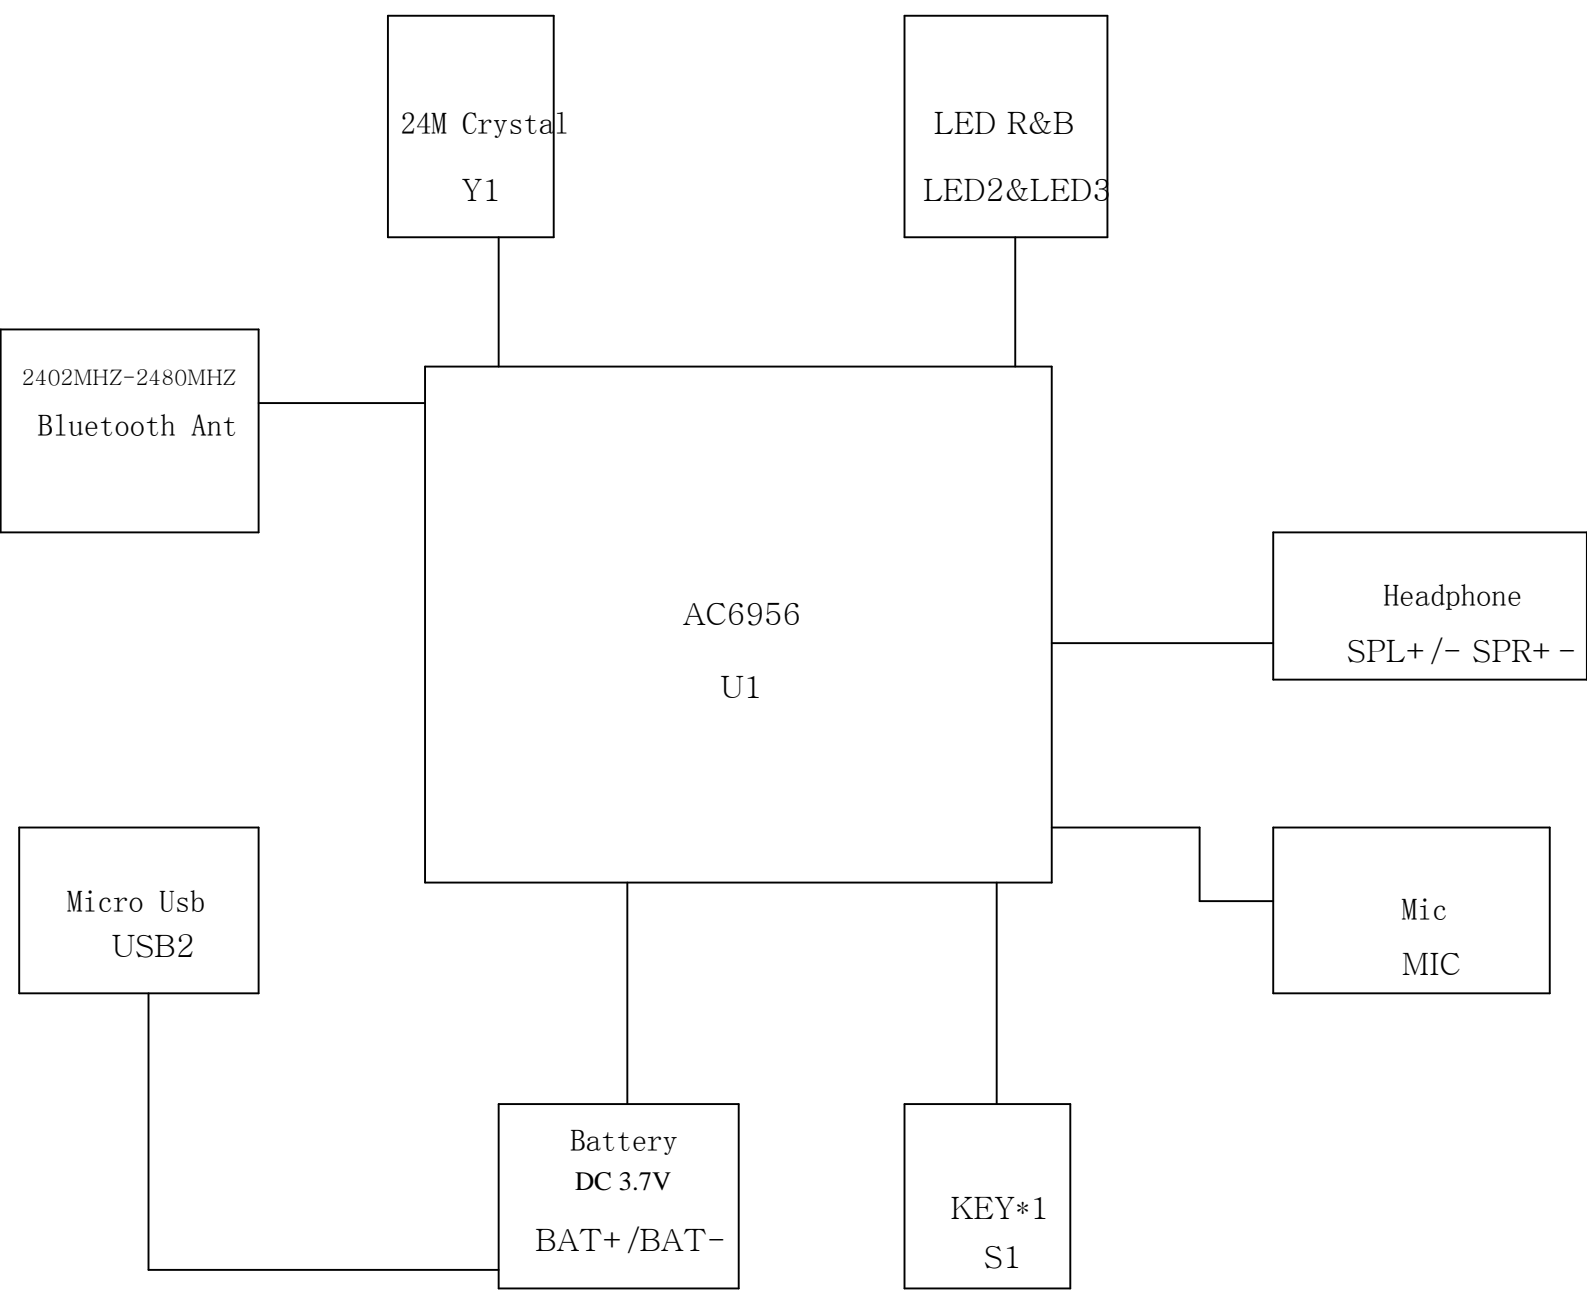 24M Crystal
Y1
LED R&B
LED2&LED3
2402MHZ-2480MHZ
Bluetooth Ant
AC6956
U1
Headphone
SPL+/- SPR+-
Micro Usb
USB2
Mic
MIC
Battery
DC 3.7V
BAT+/BAT-
KEY*1
S1